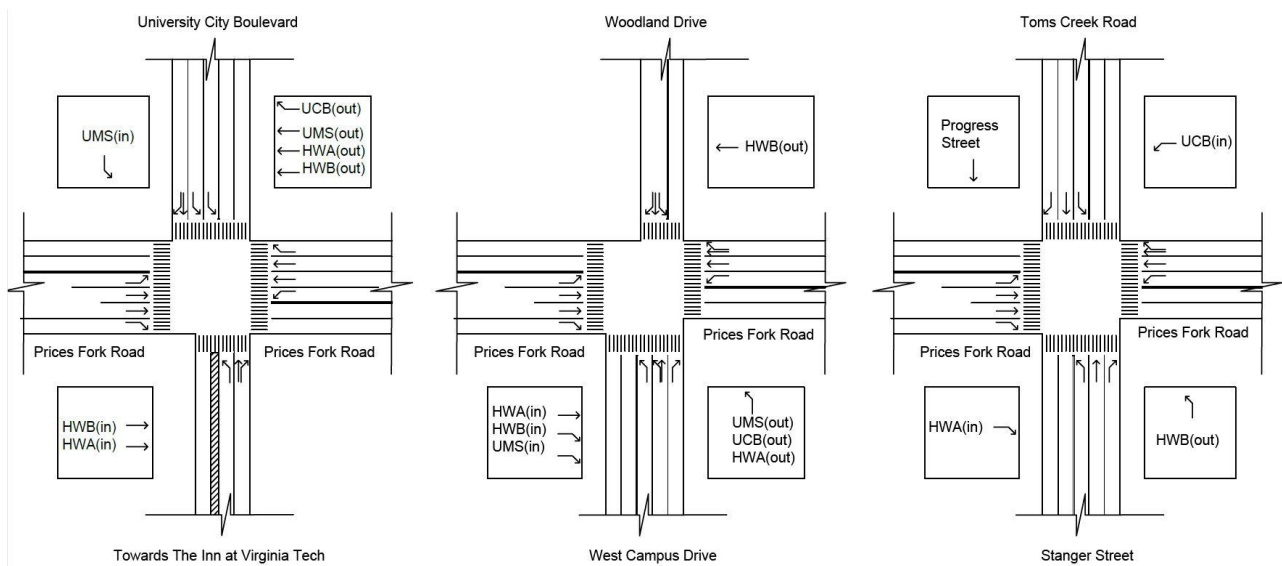 University City Boulevard
Woodland Drive
Toms Creek Road
UMS(in)
UCB(out)
UMS(out)
HWA(out)
HWB(out)
HWB(out)
Progress
Street
UCB(in)
Prices Fork Road
Prices Fork Road
Prices Fork Road
Prices Fork Road
Prices Fork Road
Prices Fork Road
HWB(in)
HWA(in)
HWA(in)
HWB(in)
UMS(in)
UMS(out)
UCB(out)
HWA(out)
HWA(in)
HWB(out)
Towards The Inn at Virginia Tech
West Campus Drive
Stanger Street